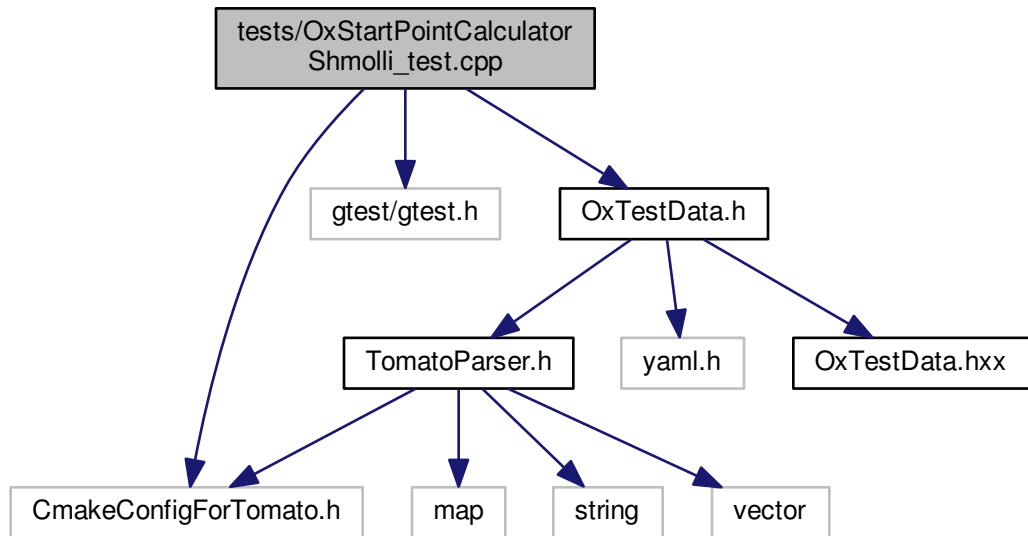 tests/OxStartPointCalculator
Shmolli_test.cpp
gtest/gtest.h
OxTestData.h
TomatoParser.h
yaml.h
OxTestData.hxx
CmakeConfigForTomato.h
map
string
vector